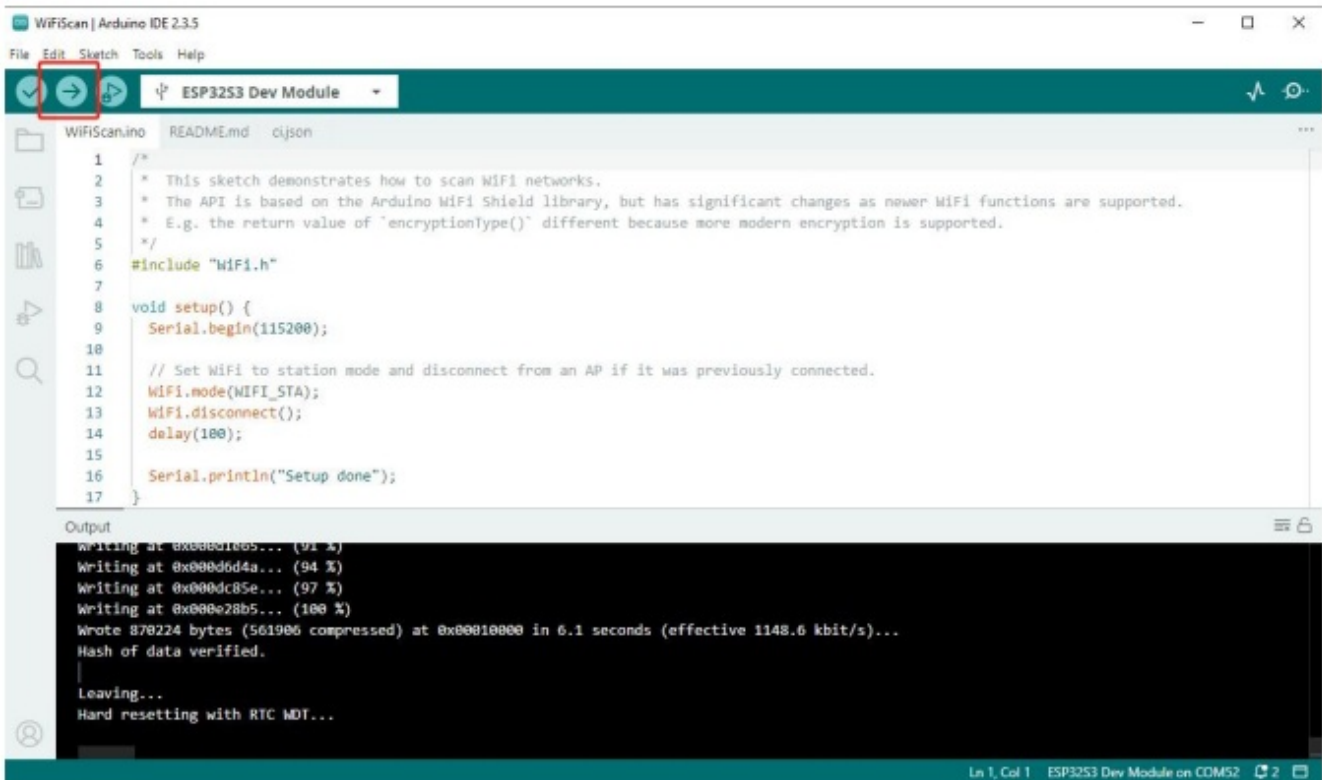 WiFiScan | Arduino IDE 2.3.5
File Edit Sketch Tools Help
ESP32S3 Dev Module
WiFiScan.ino README.md ci.json
1 /*
2 * This sketch demonstrates how to scan WiFi networks.
3 * The API is based on the Arduino WiFi Shield library, but has significant changes as newer WiFi functions are supported.
4 * E.g. the return value of `encryptionType()` different because more modern encryption is supported.
5 */
6 #include "WiFi.h"
7
8 void setup() {
9 Serial.begin(115200);
10
11 // Set WiFi to station mode and disconnect from an AP if it was previously connected.
12 WiFi.mode(WIFI_STA);
13 WiFi.disconnect();
14 delay(100);
15
16 Serial.println("Setup done");
17 }
Output
Writing at 0x000d1e65... (91 %)
Writing at 0x000d6d4a... (94 %)
Writing at 0x000dc85e... (97 %)
Writing at 0x000e28b5... (100 %)
Wrote 870224 bytes (561906 compressed) at 0x00010000 in 6.1 seconds (effective 1148.6 kbit/s)...
Hash of data verified.
Leaving...
Hard resetting with RTC WDT...
Ln 1, Col 1 ESP32S3 Dev Module on COM52 2